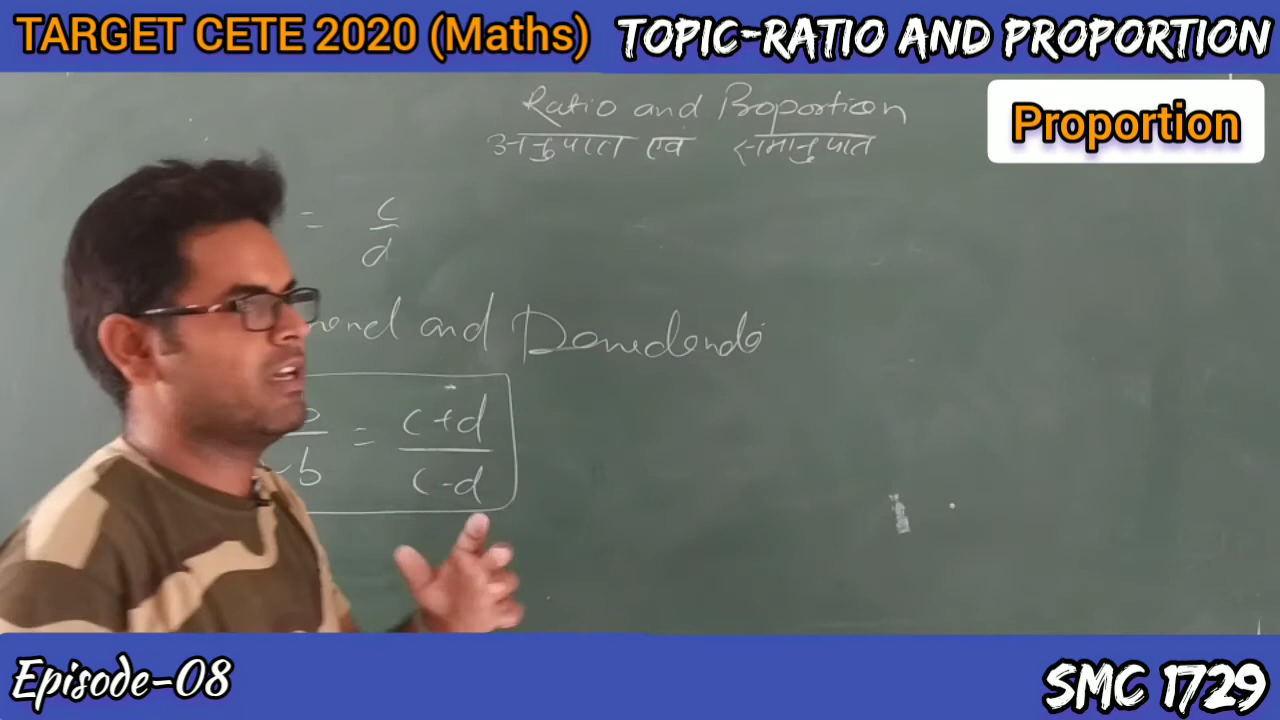 TARGET CETE 2020 (Maths)
TOPIC-RATIO AND PROPORTION
Proportion
Ratio and Proportion
अनुपात एवं समानुपात
= c/d
and
= c+d/c-d
Episode-08
SMC 1729